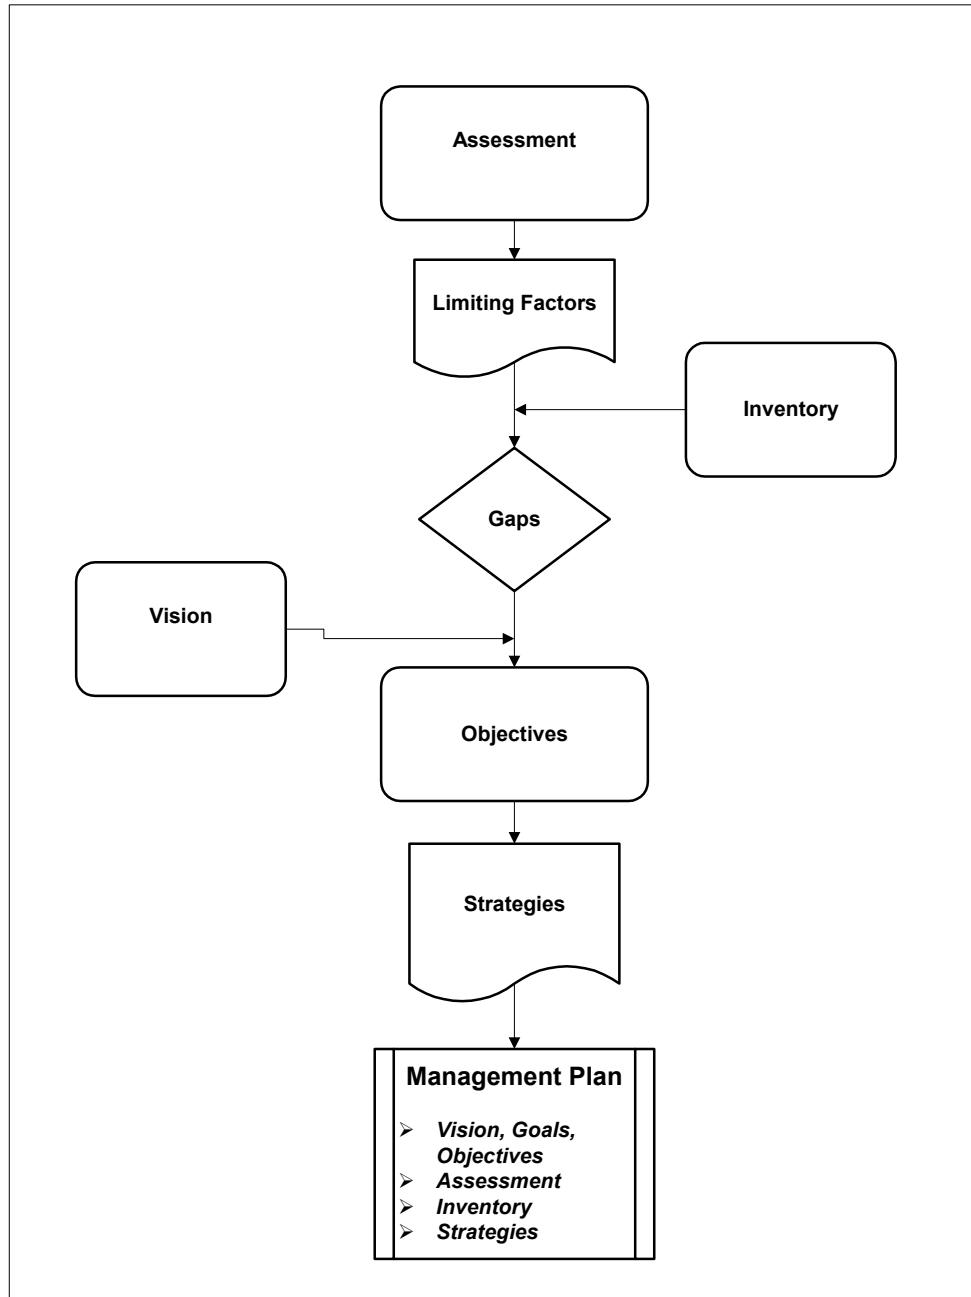 Assessment
Limiting Factors
Inventory
Gaps
Vision
Objectives
Strategies
Management Plan
➢ Vision, Goals,
Objectives
➢ Assessment
➢ Inventory
➢ Strategies